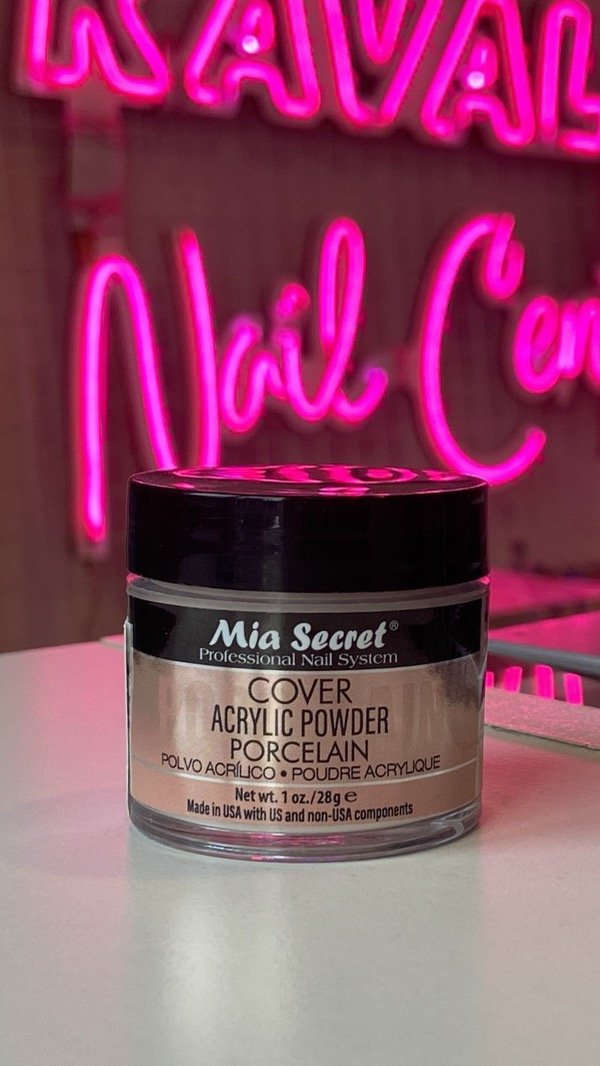 Nail
Mia Secret®
Professional Nail System
COVER
ACRYLIC POWDER
PORCELAIN
POLVO ACRÍLICO • POUDRE ACRYLIQUE
Net wt. 1 oz./28g ℮
Made in USA with US and non-USA components